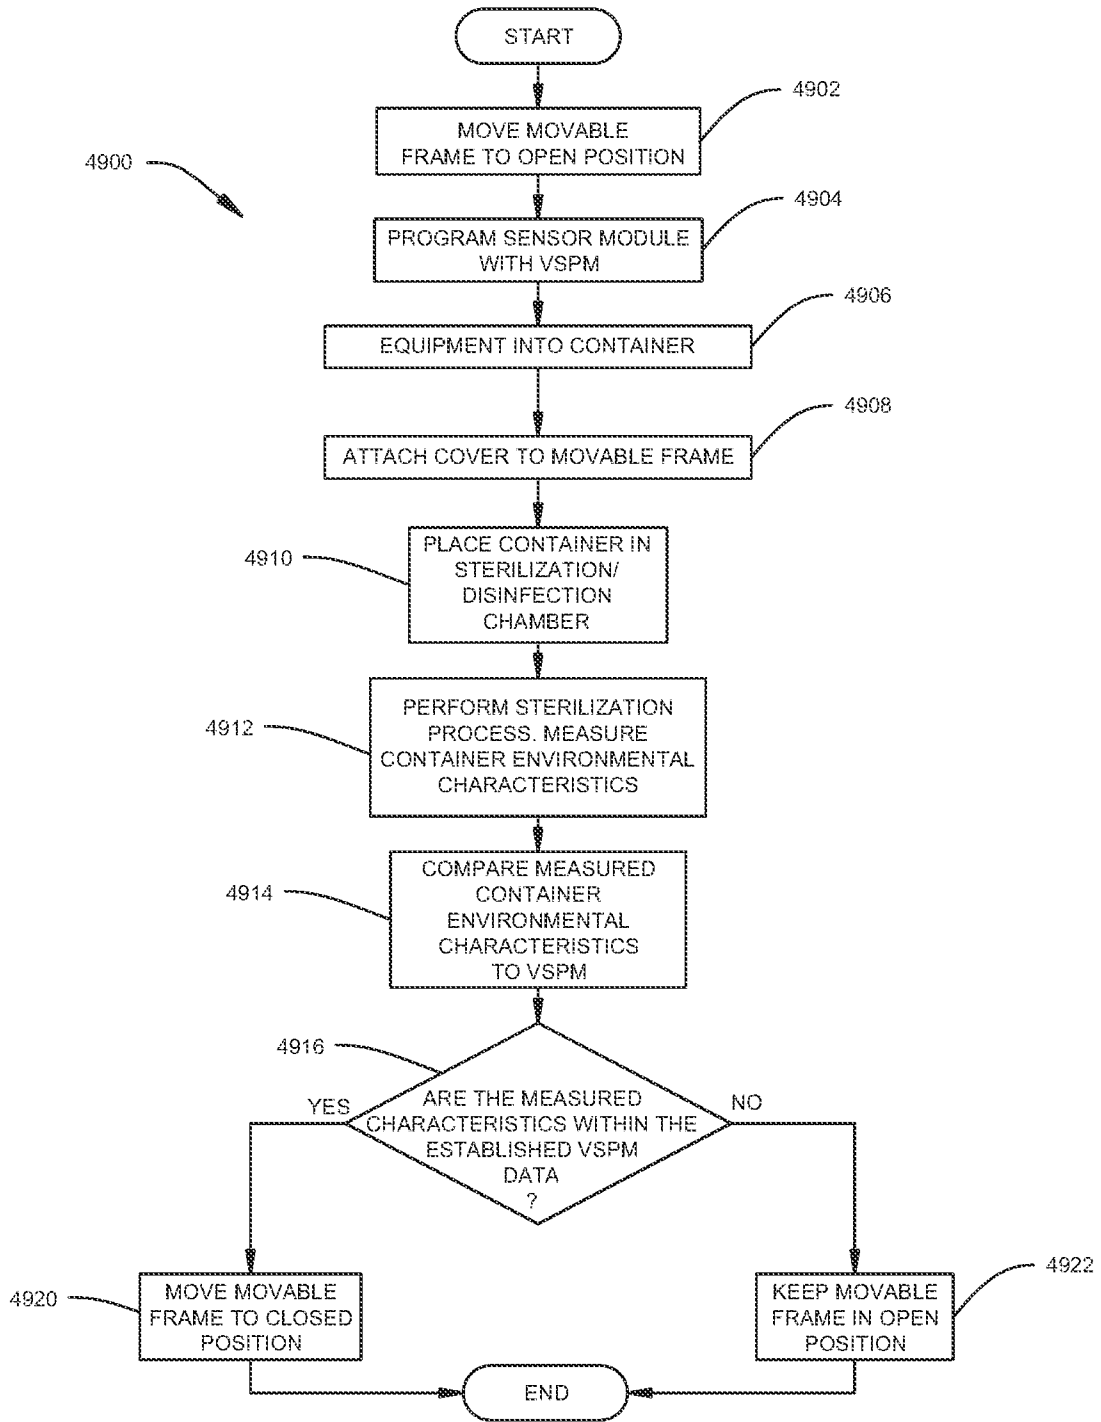 START
4902
MOVE MOVABLE
FRAME TO OPEN POSITION
4900
4904
PROGRAM SENSOR MODULE
WITH VSPM
4906
EQUIPMENT INTO CONTAINER
4908
ATTACH COVER TO MOVABLE FRAME
4910
PLACE CONTAINER IN
STERILIZATION/
DISINFECTION
CHAMBER
4912
PERFORM STERILIZATION
PROCESS. MEASURE
CONTAINER ENVIRONMENTAL
CHARACTERISTICS
4914
COMPARE MEASURED
CONTAINER
ENVIRONMENTAL
CHARACTERISTICS
TO VSPM
4916
YES
NO
ARE THE MEASURED
CHARACTERISTICS WITHIN THE
ESTABLISHED VSPM
DATA
?
4920
MOVE MOVABLE
FRAME TO CLOSED
POSITION
4922
KEEP MOVABLE
FRAME IN OPEN
POSITION
END